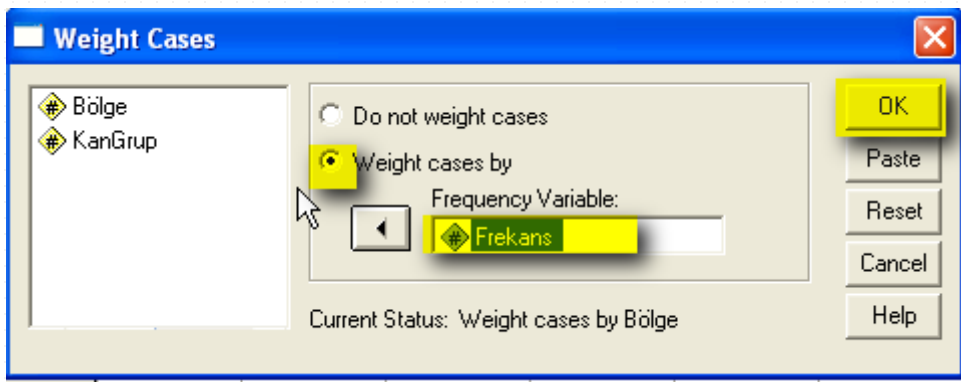 Weight Cases
Bölge
KanGrup
Do not weight cases
Weight cases by
Frequency Variable:
Frekans
Current Status: Weight cases by Bölge
OK
Paste
Reset
Cancel
Help